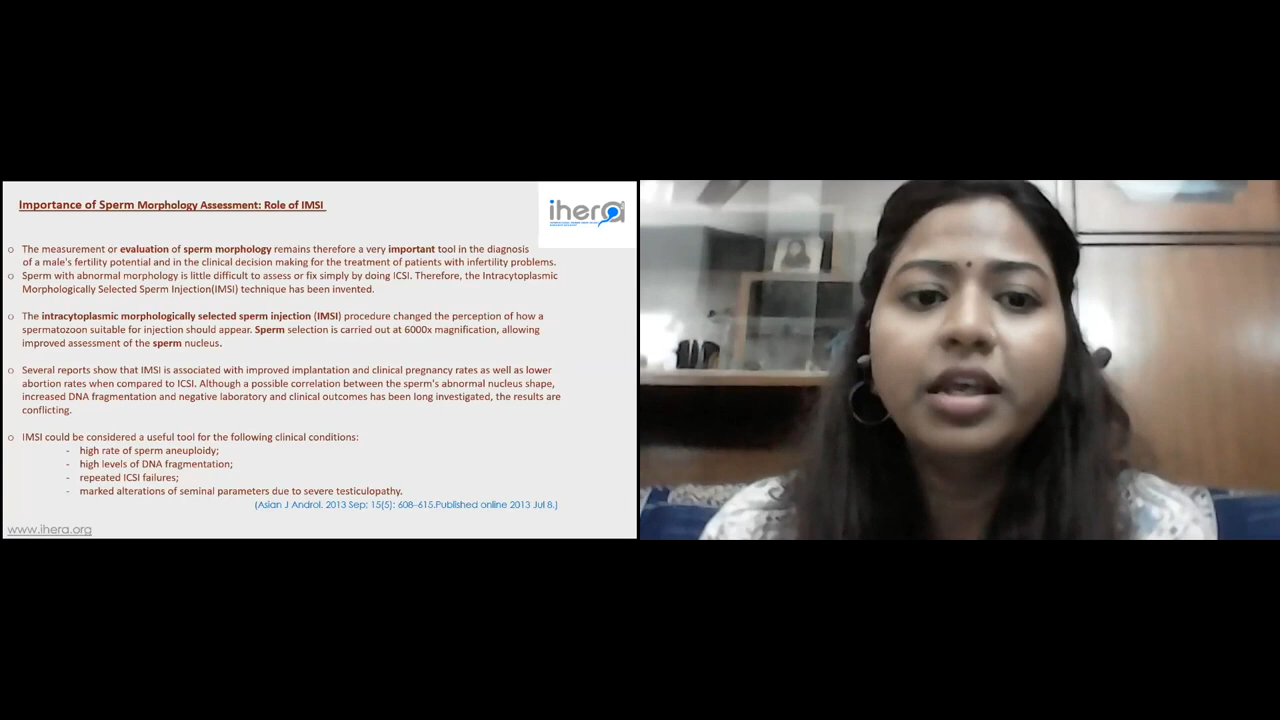 Importance of Sperm Morphology Assessment: Role of IMSI
ihera
o The measurement or evaluation of sperm morphology remains therefore a very important tool in the diagnosis
of a male's fertility potential and in the clinical decision making for the treatment of patients with infertility problems.
o Sperm with abnormal morphology is little difficult to assess or fix simply by doing ICSI. Therefore, the Intracytoplasmic
Morphologically Selected Sperm Injection(IMSI) technique has been invented.
o The intracytoplasmic morphologically selected sperm injection (IMSI) procedure changed the perception of how a
spermatozoon suitable for injection should appear. Sperm selection is carried out at 6000x magnification, allowing
improved assessment of the sperm nucleus.
o Several reports show that IMSI is associated with improved implantation and clinical pregnancy rates as well as lower
abortion rates when compared to ICSI. Although a possible correlation between the sperm's abnormal nucleus shape,
increased DNA fragmentation and negative laboratory and clinical outcomes has been long investigated, the results are
conflicting.
o IMSI could be considered a useful tool for the following clinical conditions:
- high rate of sperm aneuploidy;
- high levels of DNA fragmentation;
- repeated ICSI failures;
- marked alterations of seminal parameters due to severe testiculopathy.
(Asian J Androl. 2013 Sep; 15(5): 608–615.Published online 2013 Jul 8.)
www.ihera.org